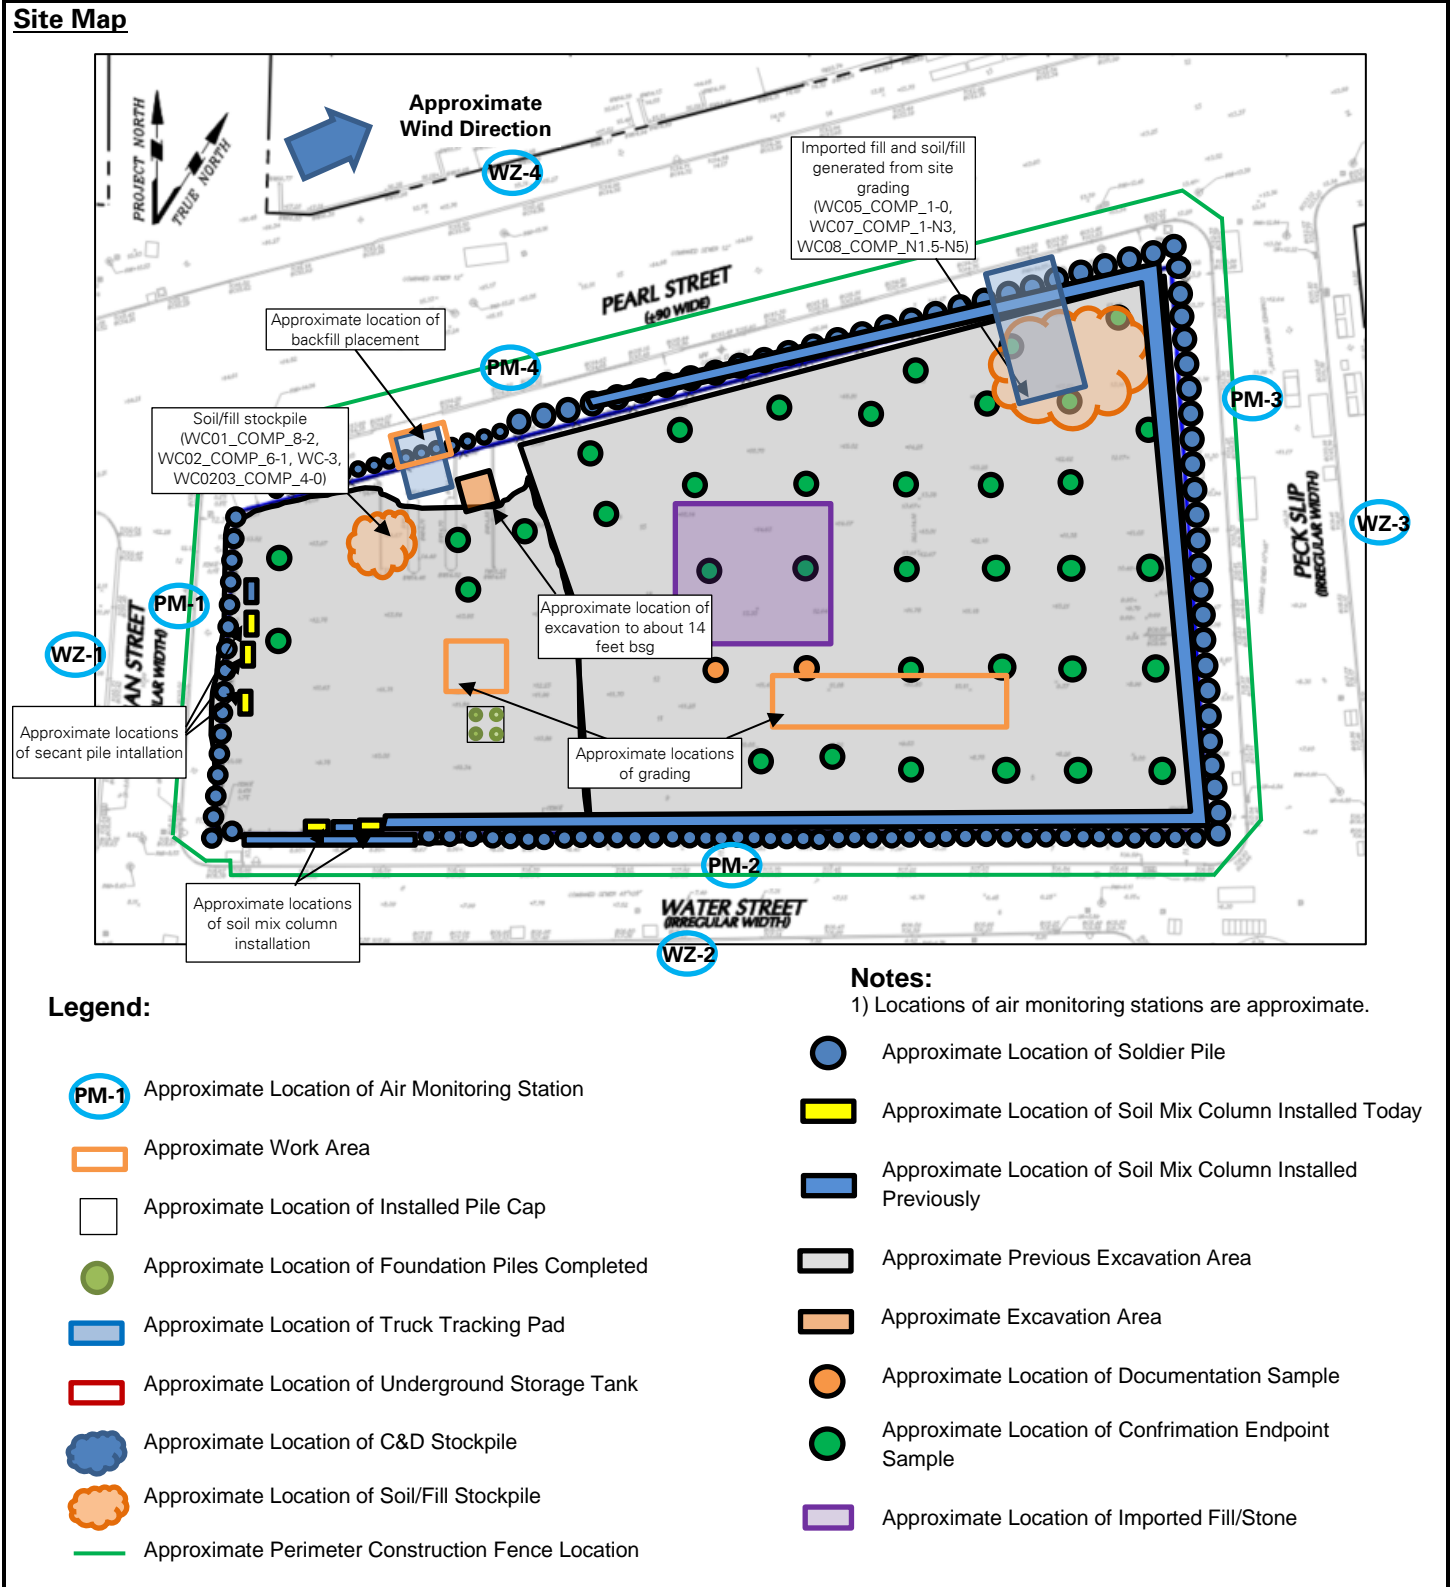 Site Map
PROJECT NORTH
TRUE NORTH
Approximate
Wind Direction
WZ-4
Imported fill and soil/fill
generated from site
grading
(WC05_COMP_1-0,
WC07_COMP_1-N3,
WC08_COMP_N1.5-N5)
PEARL STREET
(±90 WIDE)
Approximate location of
backfill placement
PM-4
PM-3
Soil/fill stockpile
(WC01_COMP_8-2,
WC02_COMP_6-1, WC-3,
WC0203_COMP_4-0)
WZ-3
PECK SLIP
(IRREGULAR WIDTH)
PM-1
Approximate location of
excavation to about 14
feet bsg
WZ-1
AN STREET
LAR WIDTH)
Approximate locations
of secant pile intallation
Approximate locations
of grading
PM-2
Approximate locations
of soil mix column
installation
WATER STREET
(IRREGULAR WIDTH)
WZ-2
Legend:
PM-1
Approximate Location of Air Monitoring Station
Approximate Work Area
Approximate Location of Installed Pile Cap
Approximate Location of Foundation Piles Completed
Approximate Location of Truck Tracking Pad
Approximate Location of Underground Storage Tank
Approximate Location of C&D Stockpile
Approximate Location of Soil/Fill Stockpile
Approximate Perimeter Construction Fence Location
Notes:
1) Locations of air monitoring stations are approximate.
Approximate Location of Soldier Pile
Approximate Location of Soil Mix Column Installed Today
Approximate Location of Soil Mix Column Installed
Previously
Approximate Previous Excavation Area
Approximate Excavation Area
Approximate Location of Documentation Sample
Approximate Location of Confrimation Endpoint
Sample
Approximate Location of Imported Fill/Stone